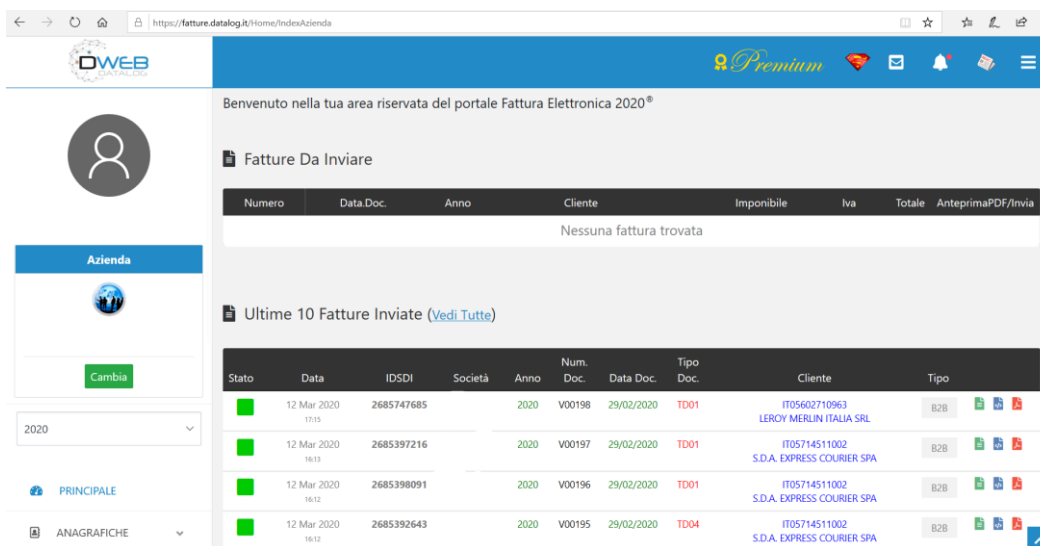 https://fatture.datalog.it/Home/IndexAzienda
DWEB
DATALOG
Premium
Benvenuto nella tua area riservata del portale Fattura Elettronica 2020®
Fatture Da Inviare
Numero Data.Doc. Anno Cliente Imponibile Iva Totale AnteprimaPDF/Invia
Nessuna fattura trovata
Azienda
Cambia
2020
PRINCIPALE
ANAGRAFICHE
Ultime 10 Fatture Inviate (Vedi Tutte)
Stato Data IDSDI Società Anno Num. Doc. Data Doc. Tipo Doc. Cliente Tipo
12 Mar 2020 2685747685 2020 V00198 29/02/2020 TD01 IT05602710963 B2B
17:15 LEROY MERLIN ITALIA SRL
12 Mar 2020 2685397216 2020 V00197 29/02/2020 TD01 IT05714511002 B2B
16:13 S.D.A. EXPRESS COURIER SPA
12 Mar 2020 2685398091 2020 V00196 29/02/2020 TD01 IT05714511002 B2B
16:12 S.D.A. EXPRESS COURIER SPA
12 Mar 2020 2685392643 2020 V00195 29/02/2020 TD04 IT05714511002 B2B
16:12 S.D.A. EXPRESS COURIER SPA